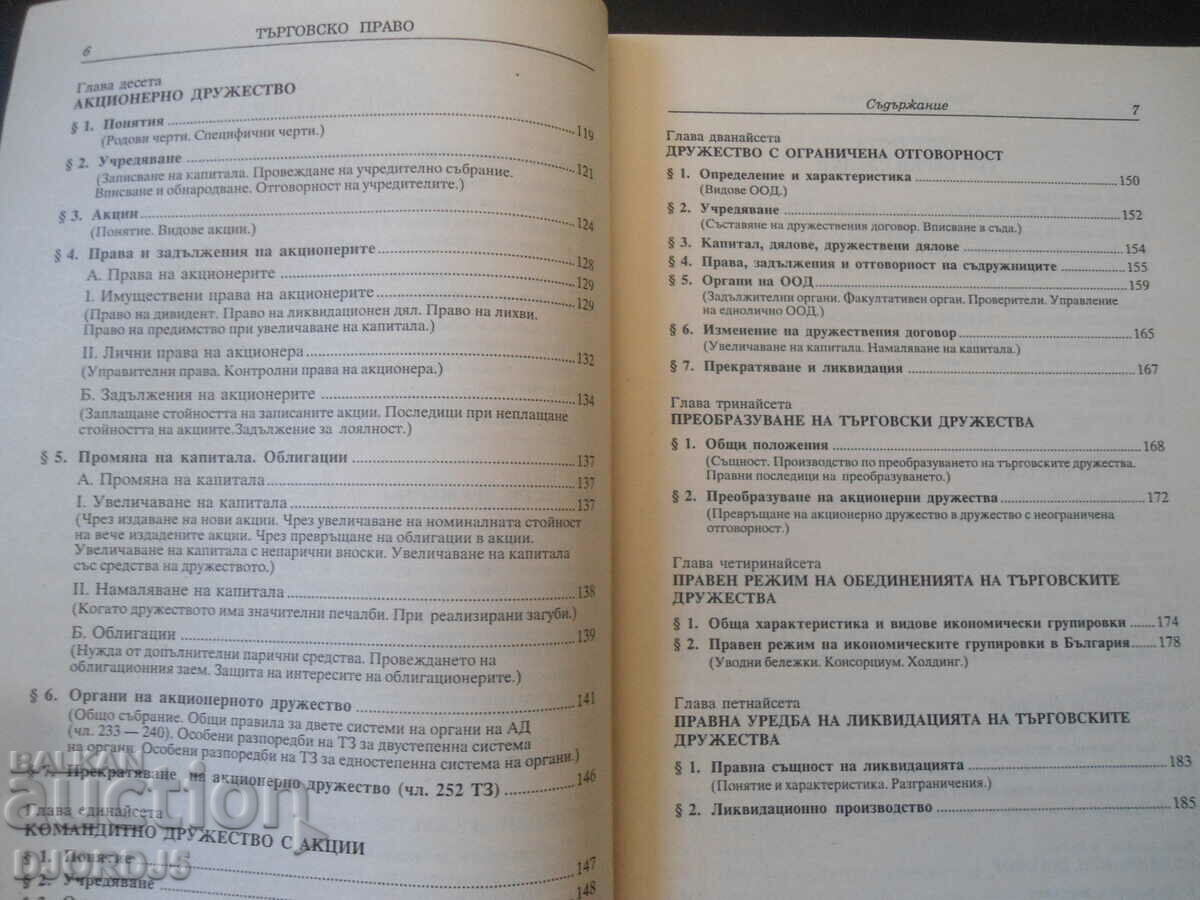 6 ТЪРГОВСКО ПРАВО
Глава десета
АКЦИОНЕРНО ДРУЖЕСТВО
§ 1. Понятия 119
(Родови черти. Специфични черти.)
§ 2. Учредяване 121
(Записване на капитала. Провеждане на учредително събрание.
Вписване и обнародване. Отговорност на учредителите.)
§ 3. Акции 124
(Понятие. Видове акции.)
§ 4. Права и задължения на акционерите 128
А. Права на акционерите 129
I. Имуществени права на акционерите 129
(Право на дивидент. Право на ликвидационен дял. Право на лихви.
Право на предимство при увеличаване на капитала.)
II. Лични права на акционера 132
(Управителни права. Контролни права на акционера.)
Б. Задължения на акционерите 134
(Заплащане стойността на записаните акции. Последици при неплащане
стойността на акциите.Задължение за лоялност.)
§ 5. Промяна на капитала. Облигации 137
А. Промяна на капитала 137
I. Увеличаване на капитала 137
(Чрез издаване на нови акции. Чрез увеличаване на номиналната стойност
на вече издадените акции. Чрез превръщане на облигации в акции.
Увеличаване на капитала с непарични вноски. Увеличаване на капитала
със средства на дружеството.)
II. Намаляване на капитала 138
(Когато дружеството има значителни печалби. При реализирани загуби.)
Б. Облигации 139
(Нужда от допълнителни парични средства. Провеждането на
облигационния заем. Защита на интересите на облигационерите.)
§ 6. Органи на акционерното дружество 141
(Общо събрание. Общи правила за двете системи на органи на АД
(чл. 233 — 240). Особени разпоредби на ТЗ за двустепенна система
на органи. Особени разпоредби на ТЗ за едностепенна система на органи.)
§ 7. Прекратяване на акционерно дружество (чл. 252 ТЗ) 146
Глава единайсета
КОМАНДИТНО ДРУЖЕСТВО С АКЦИИ
§ 1. Понятие 147
§ 2. Учредяване 148
Съдържание 7
Глава дванайсета
ДРУЖЕСТВО С ОГРАНИЧЕНА ОТГОВОРНОСТ
§ 1. Определение и характеристика 150
(Видове ООД.)
§ 2. Учредяване 152
(Съставяне на дружествения договор. Вписване в съда.)
§ 3. Капитал, дялове, дружествени дялове 154
§ 4. Права, задължения и отговорност на съдружниците 155
§ 5. Органи на ООД 159
(Задължителни органи. Факултативен орган. Проверители. Управление
на еднолично ООД.)
§ 6. Изменение на дружествения договор 165
(Увеличаване на капитала. Намаляване на капитала.)
§ 7. Прекратяване и ликвидация 167
Глава тринайсета
ПРЕОБРАЗУВАНЕ НА ТЪРГОВСКИ ДРУЖЕСТВА
§ 1. Общи положения 168
(Същност. Производство по преобразуването на търговските дружества.
Правни последици на преобразуването.)
§ 2. Преобразуване на акционерни дружества 172
(Превръщане на акционерно дружество в дружество с неограничена
отговорност.)
Глава четиринайсета
ПРАВЕН РЕЖИМ НА ОБЕДИНЕНИЯТА НА ТЪРГОВСКИТЕ
ДРУЖЕСТВА
§ 1. Обща характеристика и видове икономически групировки 174
§ 2. Правен режим на икономическите групировки в България 178
(Уводни бележки. Консорциум. Холдинг.)
Глава петнайсета
ПРАВНА УРЕДБА НА ЛИКВИДАЦИЯТА НА ТЪРГОВСКИТЕ
ДРУЖЕСТВА
§ 1. Правна същност на ликвидацията 183
(Понятие и характеристика. Разграничения.)
§ 2. Ликвидационно производство 185
BALKAN
auction
DJORDJ5